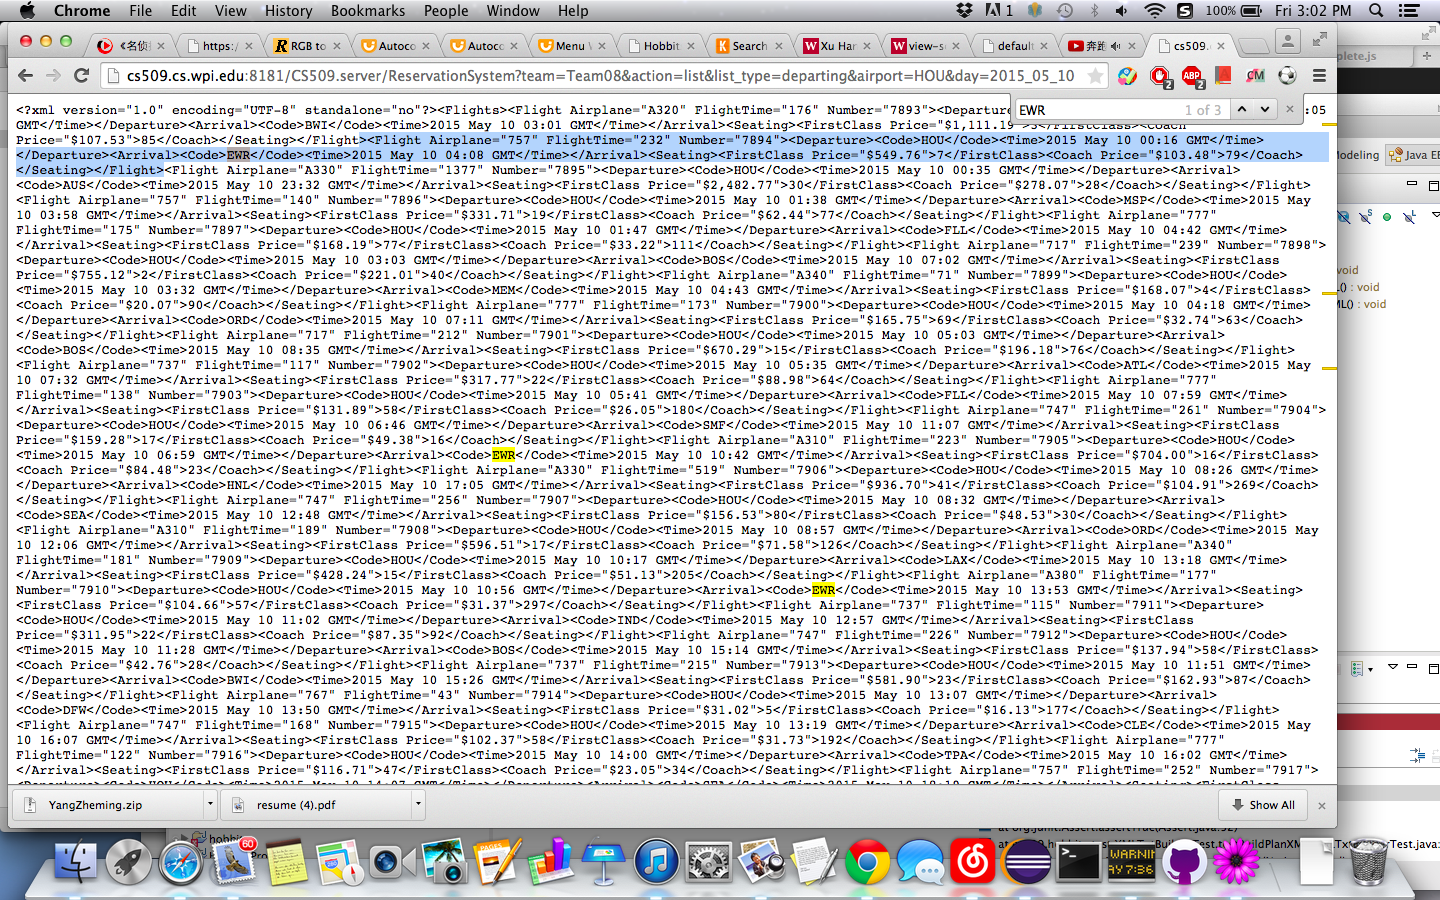 Chrome File Edit View History Bookmarks People Window Help 1 100% Fri 3:02 PM
《名侦 https:/ RGB to Autoco Autoco Menu Hobbit Search Xu Har view-s default 奔跑 cs509.
cs509.cs.wpi.edu:8181/CS509.server/ReservationSystem?team=Team08&action=list&list_type=departing&airport=HOU&day=2015_05_10
EWR 1 of 3
<?xml version="1.0" encoding="UTF-8" standalone="no"?><Flights><Flight Airplane="A320" FlightTime="176" Number="7893"><Departu :05
GMT</Time></Departure><Arrival><Code>BWI</Code><Time>2015 May 10 03:01 GMT</Time></Arrival><Seating><FirstClass Price="$1,111.19
Price="$107.53">85</Coach></Seating></Flight><Flight Airplane="757" FlightTime="232" Number="7894"><Departure><Code>HOU</Code><Time>2015 May 10 00:16 GMT</Time>
</Departure><Arrival><Code>EWR</Code><Time>2015 May 10 04:08 GMT</Time></Arrival><Seating><FirstClass Price="$549.76">7</FirstClass><Coach Price="$103.48">79</Coach>
</Seating></Flight><Flight Airplane="A330" FlightTime="1377" Number="7895"><Departure><Code>HOU</Code><Time>2015 May 10 00:35 GMT</Time></Departure><Arrival>
<Code>AUS</Code><Time>2015 May 10 23:32 GMT</Time></Arrival><Seating><FirstClass Price="$2,482.77">30</FirstClass><Coach Price="$278.07">28</Coach></Seating></Flight>
<Flight Airplane="757" FlightTime="140" Number="7896"><Departure><Code>HOU</Code><Time>2015 May 10 01:38 GMT</Time></Departure><Arrival><Code>MSP</Code><Time>2015 May
10 03:58 GMT</Time></Arrival><Seating><FirstClass Price="$331.71">19</FirstClass><Coach Price="$62.44">77</Coach></Seating></Flight><Flight Airplane="777"
FlightTime="175" Number="7897"><Departure><Code>HOU</Code><Time>2015 May 10 01:47 GMT</Time></Departure><Arrival><Code>FLL</Code><Time>2015 May 10 04:42 GMT</Time>
</Arrival><Seating><FirstClass Price="$168.19">77</FirstClass><Coach Price="$33.22">111</Coach></Seating></Flight><Flight Airplane="717" FlightTime="239" Number="7898">
<Departure><Code>HOU</Code><Time>2015 May 10 03:03 GMT</Time></Departure><Arrival><Code>BOS</Code><Time>2015 May 10 07:02 GMT</Time></Arrival><Seating><FirstClass
Price="$755.12">2</FirstClass><Coach Price="$221.01">40</Coach></Seating></Flight><Flight Airplane="A340" FlightTime="71" Number="7899"><Departure><Code>HOU</Code>
<Time>2015 May 10 03:32 GMT</Time></Departure><Arrival><Code>MEM</Code><Time>2015 May 10 04:43 GMT</Time></Arrival><Seating><FirstClass Price="$168.07">4</FirstClass>
<Coach Price="$20.07">90</Coach></Seating></Flight><Flight Airplane="777" FlightTime="173" Number="7900"><Departure><Code>HOU</Code><Time>2015 May 10 04:18 GMT</Time>
</Departure><Arrival><Code>ORD</Code><Time>2015 May 10 07:11 GMT</Time></Arrival><Seating><FirstClass Price="$165.75">69</FirstClass><Coach Price="$32.74">63</Coach>
</Seating></Flight><Flight Airplane="717" FlightTime="212" Number="7901"><Departure><Code>HOU</Code><Time>2015 May 10 05:03 GMT</Time></Departure><Arrival>
<Code>BOS</Code><Time>2015 May 10 08:35 GMT</Time></Arrival><Seating><FirstClass Price="$670.29">15</FirstClass><Coach Price="$196.18">76</Coach></Seating></Flight>
<Flight Airplane="737" FlightTime="117" Number="7902"><Departure><Code>HOU</Code><Time>2015 May 10 05:35 GMT</Time></Departure><Arrival><Code>ATL</Code><Time>2015 May
10 07:32 GMT</Time></Arrival><Seating><FirstClass Price="$317.77">22</FirstClass><Coach Price="$88.98">64</Coach></Seating></Flight><Flight Airplane="777"
FlightTime="138" Number="7903"><Departure><Code>HOU</Code><Time>2015 May 10 05:41 GMT</Time></Departure><Arrival><Code>FLL</Code><Time>2015 May 10 07:59 GMT</Time>
</Arrival><Seating><FirstClass Price="$131.89">58</FirstClass><Coach Price="$26.05">180</Coach></Seating></Flight><Flight Airplane="747" FlightTime="261" Number="7904">
<Departure><Code>HOU</Code><Time>2015 May 10 06:46 GMT</Time></Departure><Arrival><Code>SMF</Code><Time>2015 May 10 11:07 GMT</Time></Arrival><Seating><FirstClass
Price="$159.28">17</FirstClass><Coach Price="$49.38">16</Coach></Seating></Flight><Flight Airplane="A310" FlightTime="223" Number="7905"><Departure><Code>HOU</Code>
<Time>2015 May 10 06:59 GMT</Time></Departure><Arrival><Code>EWR</Code><Time>2015 May 10 10:42 GMT</Time></Arrival><Seating><FirstClass Price="$704.00">16</FirstClass>
<Coach Price="$84.48">23</Coach></Seating></Flight><Flight Airplane="A330" FlightTime="519" Number="7906"><Departure><Code>HOU</Code><Time>2015 May 10 08:26 GMT</Time>
</Departure><Arrival><Code>HNL</Code><Time>2015 May 10 17:05 GMT</Time></Arrival><Seating><FirstClass Price="$936.70">41</FirstClass><Coach Price="$104.91">269</Coach>
</Seating></Flight><Flight Airplane="747" FlightTime="256" Number="7907"><Departure><Code>HOU</Code><Time>2015 May 10 08:32 GMT</Time></Departure><Arrival>
<Code>SEA</Code><Time>2015 May 10 12:48 GMT</Time></Arrival><Seating><FirstClass Price="$156.53">80</FirstClass><Coach Price="$48.53">30</Coach></Seating></Flight>
<Flight Airplane="A310" FlightTime="189" Number="7908"><Departure><Code>HOU</Code><Time>2015 May 10 08:57 GMT</Time></Departure><Arrival><Code>ORD</Code><Time>2015 May
10 12:06 GMT</Time></Arrival><Seating><FirstClass Price="$596.51">17</FirstClass><Coach Price="$71.58">126</Coach></Seating></Flight><Flight Airplane="A340"
FlightTime="181" Number="7909"><Departure><Code>HOU</Code><Time>2015 May 10 10:17 GMT</Time></Departure><Arrival><Code>LAX</Code><Time>2015 May 10 13:18 GMT</Time>
</Arrival><Seating><FirstClass Price="$428.24">15</FirstClass><Coach Price="$51.13">205</Coach></Seating></Flight><Flight Airplane="A380" FlightTime="177"
Number="7910"><Departure><Code>HOU</Code><Time>2015 May 10 10:56 GMT</Time></Departure><Arrival><Code>EWR</Code><Time>2015 May 10 13:53 GMT</Time></Arrival><Seating>
<FirstClass Price="$104.66">57</FirstClass><Coach Price="$31.37">297</Coach></Seating></Flight><Flight Airplane="737" FlightTime="115" Number="7911"><Departure>
<Code>HOU</Code><Time>2015 May 10 11:02 GMT</Time></Departure><Arrival><Code>IND</Code><Time>2015 May 10 12:57 GMT</Time></Arrival><Seating><FirstClass
Price="$311.95">22</FirstClass><Coach Price="$87.35">92</Coach></Seating></Flight><Flight Airplane="747" FlightTime="226" Number="7912"><Departure><Code>HOU</Code>
<Time>2015 May 10 11:28 GMT</Time></Departure><Arrival><Code>BOS</Code><Time>2015 May 10 15:14 GMT</Time></Arrival><Seating><FirstClass Price="$137.94">58</FirstClass>
<Coach Price="$42.76">28</Coach></Seating></Flight><Flight Airplane="737" FlightTime="215" Number="7913"><Departure><Code>HOU</Code><Time>2015 May 10 11:51 GMT</Time>
</Departure><Arrival><Code>BWI</Code><Time>2015 May 10 15:26 GMT</Time></Arrival><Seating><FirstClass Price="$581.90">23</FirstClass><Coach Price="$162.93">87</Coach>
</Seating></Flight><Flight Airplane="767" FlightTime="43" Number="7914"><Departure><Code>HOU</Code><Time>2015 May 10 13:07 GMT</Time></Departure><Arrival>
<Code>DFW</Code><Time>2015 May 10 13:50 GMT</Time></Arrival><Seating><FirstClass Price="$31.02">5</FirstClass><Coach Price="$16.13">177</Coach></Seating></Flight>
<Flight Airplane="747" FlightTime="168" Number="7915"><Departure><Code>HOU</Code><Time>2015 May 10 13:19 GMT</Time></Departure><Arrival><Code>CLE</Code><Time>2015 May
10 16:07 GMT</Time></Arrival><Seating><FirstClass Price="$102.37">58</FirstClass><Coach Price="$31.73">192</Coach></Seating></Flight><Flight Airplane="777"
FlightTime="122" Number="7916"><Departure><Code>HOU</Code><Time>2015 May 10 14:00 GMT</Time></Departure><Arrival><Code>TPA</Code><Time>2015 May 10 16:02 GMT</Time>
</Arrival><Seating><FirstClass Price="$116.71">47</FirstClass><Coach Price="$23.05">34</Coach></Seating></Flight><Flight Airplane="757" FlightTime="252" Number="7917">
plete.js
odeling Java EE
void
L() : void
ML() : void
YangZheming.zip resume (4).pdf Show All
hobbi
60
WARNIN
AY 7:36
Test.java: